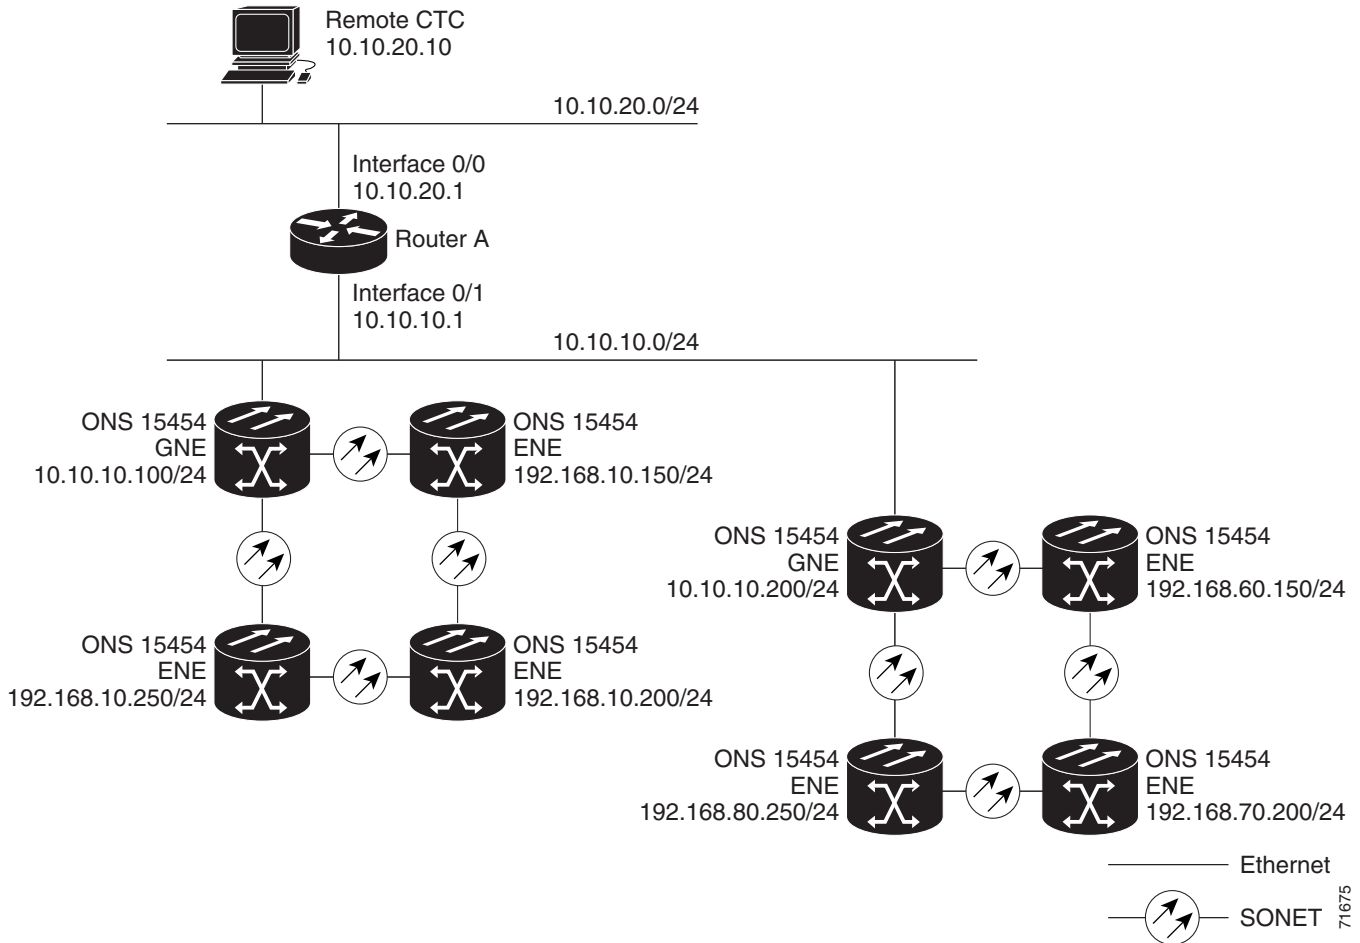 Remote CTC
10.10.20.10
10.10.20.0/24
Interface 0/0
10.10.20.1
Router A
Interface 0/1
10.10.10.1
10.10.10.0/24
ONS 15454
GNE
10.10.10.100/24
ONS 15454
ENE
192.168.10.150/24
ONS 15454
GNE
10.10.10.200/24
ONS 15454
ENE
192.168.60.150/24
ONS 15454
ENE
192.168.10.250/24
ONS 15454
ENE
192.168.10.200/24
ONS 15454
ENE
192.168.80.250/24
ONS 15454
ENE
192.168.70.200/24
Ethernet
SONET
71675